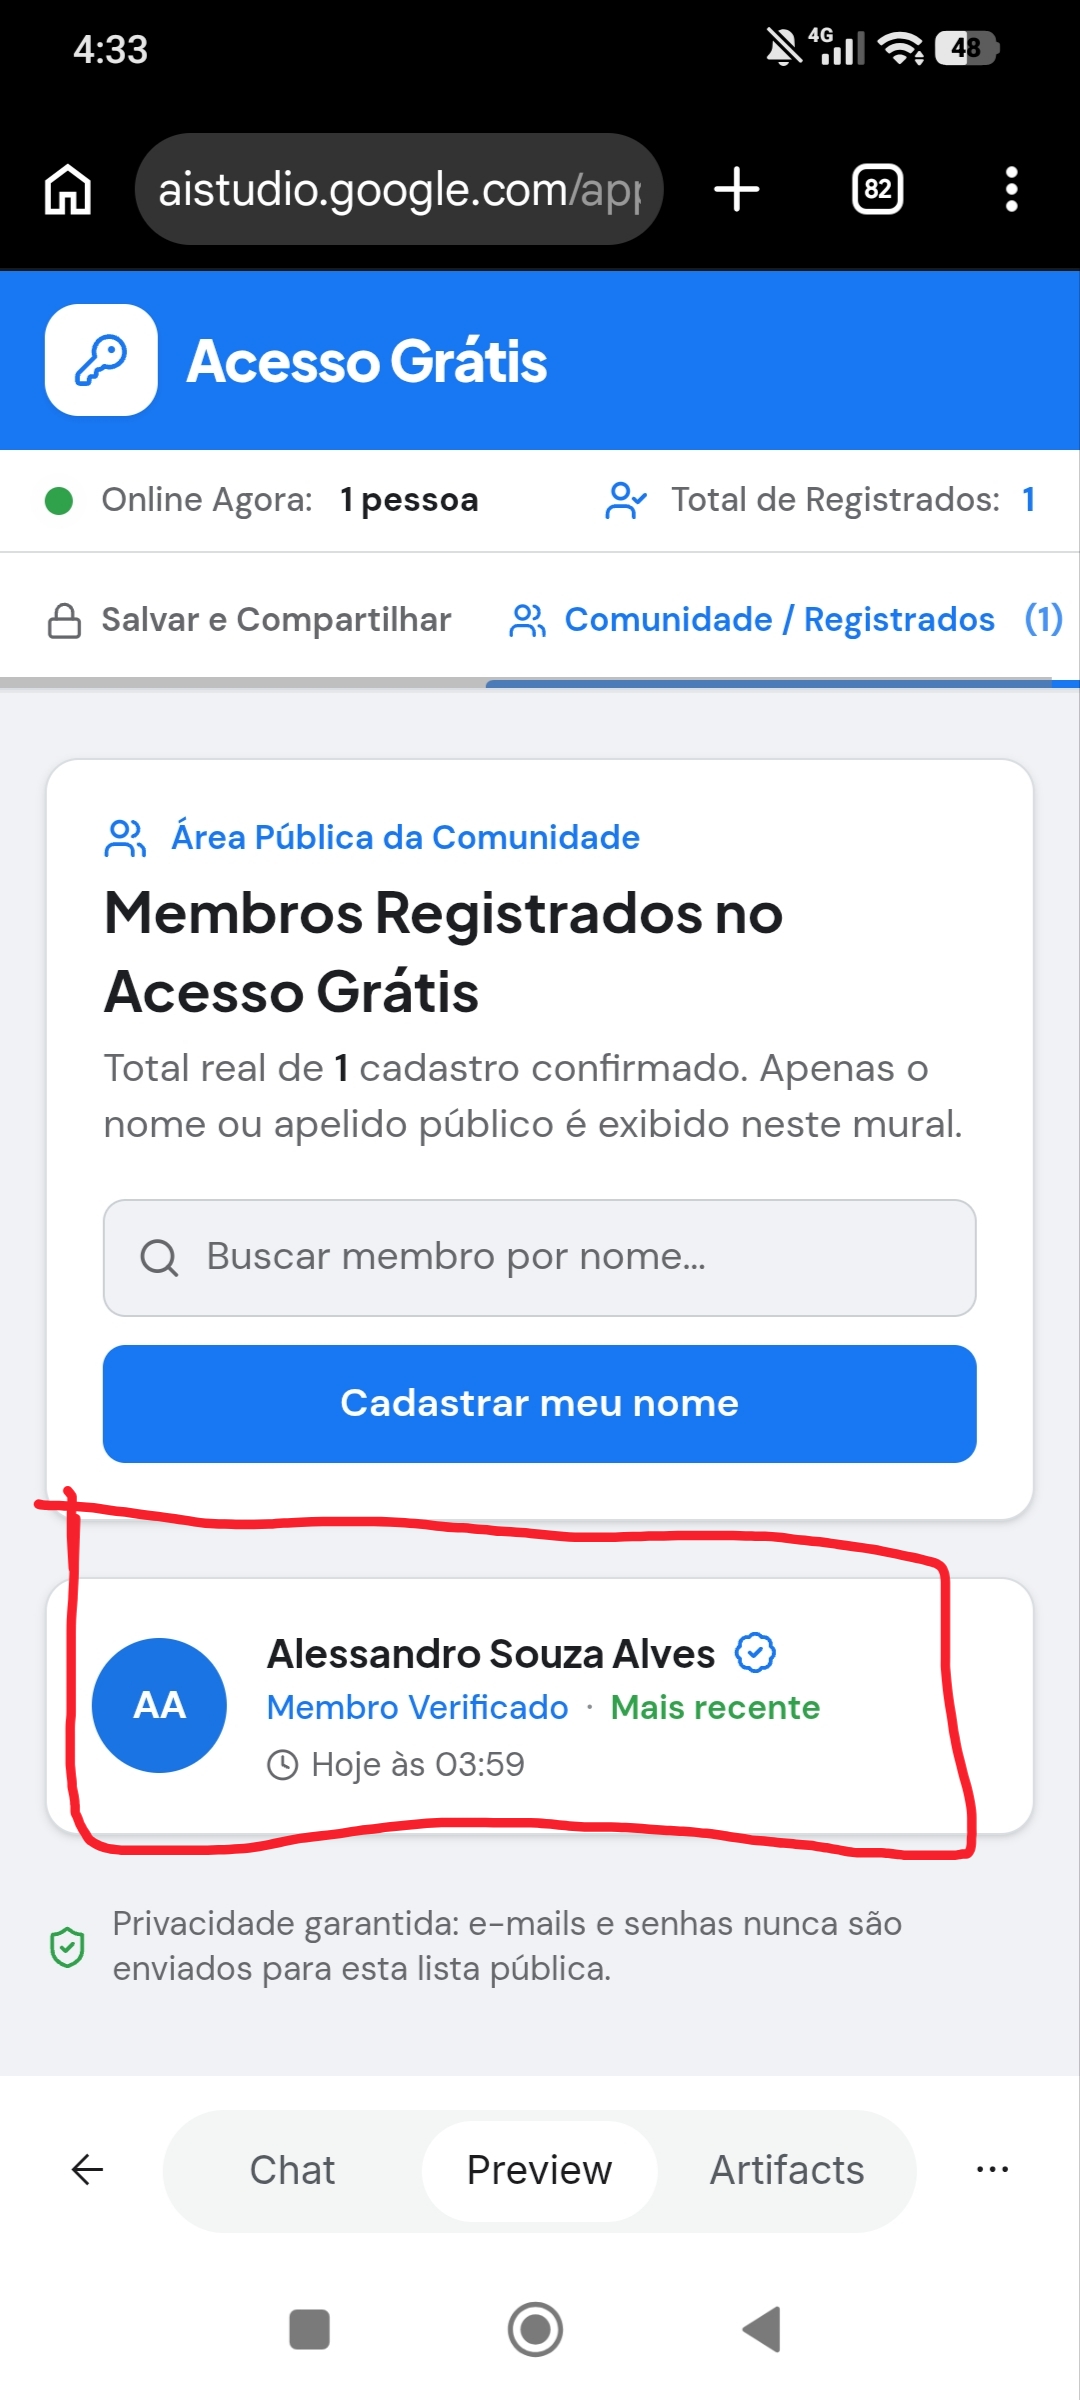 4:33
4G
48
aistudio.google.com/app
82
Acesso Grátis
Online Agora: 1 pessoa
Total de Registrados: 1
Salvar e Compartilhar
Comunidade / Registrados (1)
Área Pública da Comunidade
Membros Registrados no
Acesso Grátis
Total real de 1 cadastro confirmado. Apenas o
nome ou apelido público é exibido neste mural.
Buscar membro por nome...
Cadastrar meu nome
AA
Alessandro Souza Alves
Membro Verificado · Mais recente
Hoje às 03:59
Privacidade garantida: e-mails e senhas nunca são
enviados para esta lista pública.
Chat
Preview
Artifacts